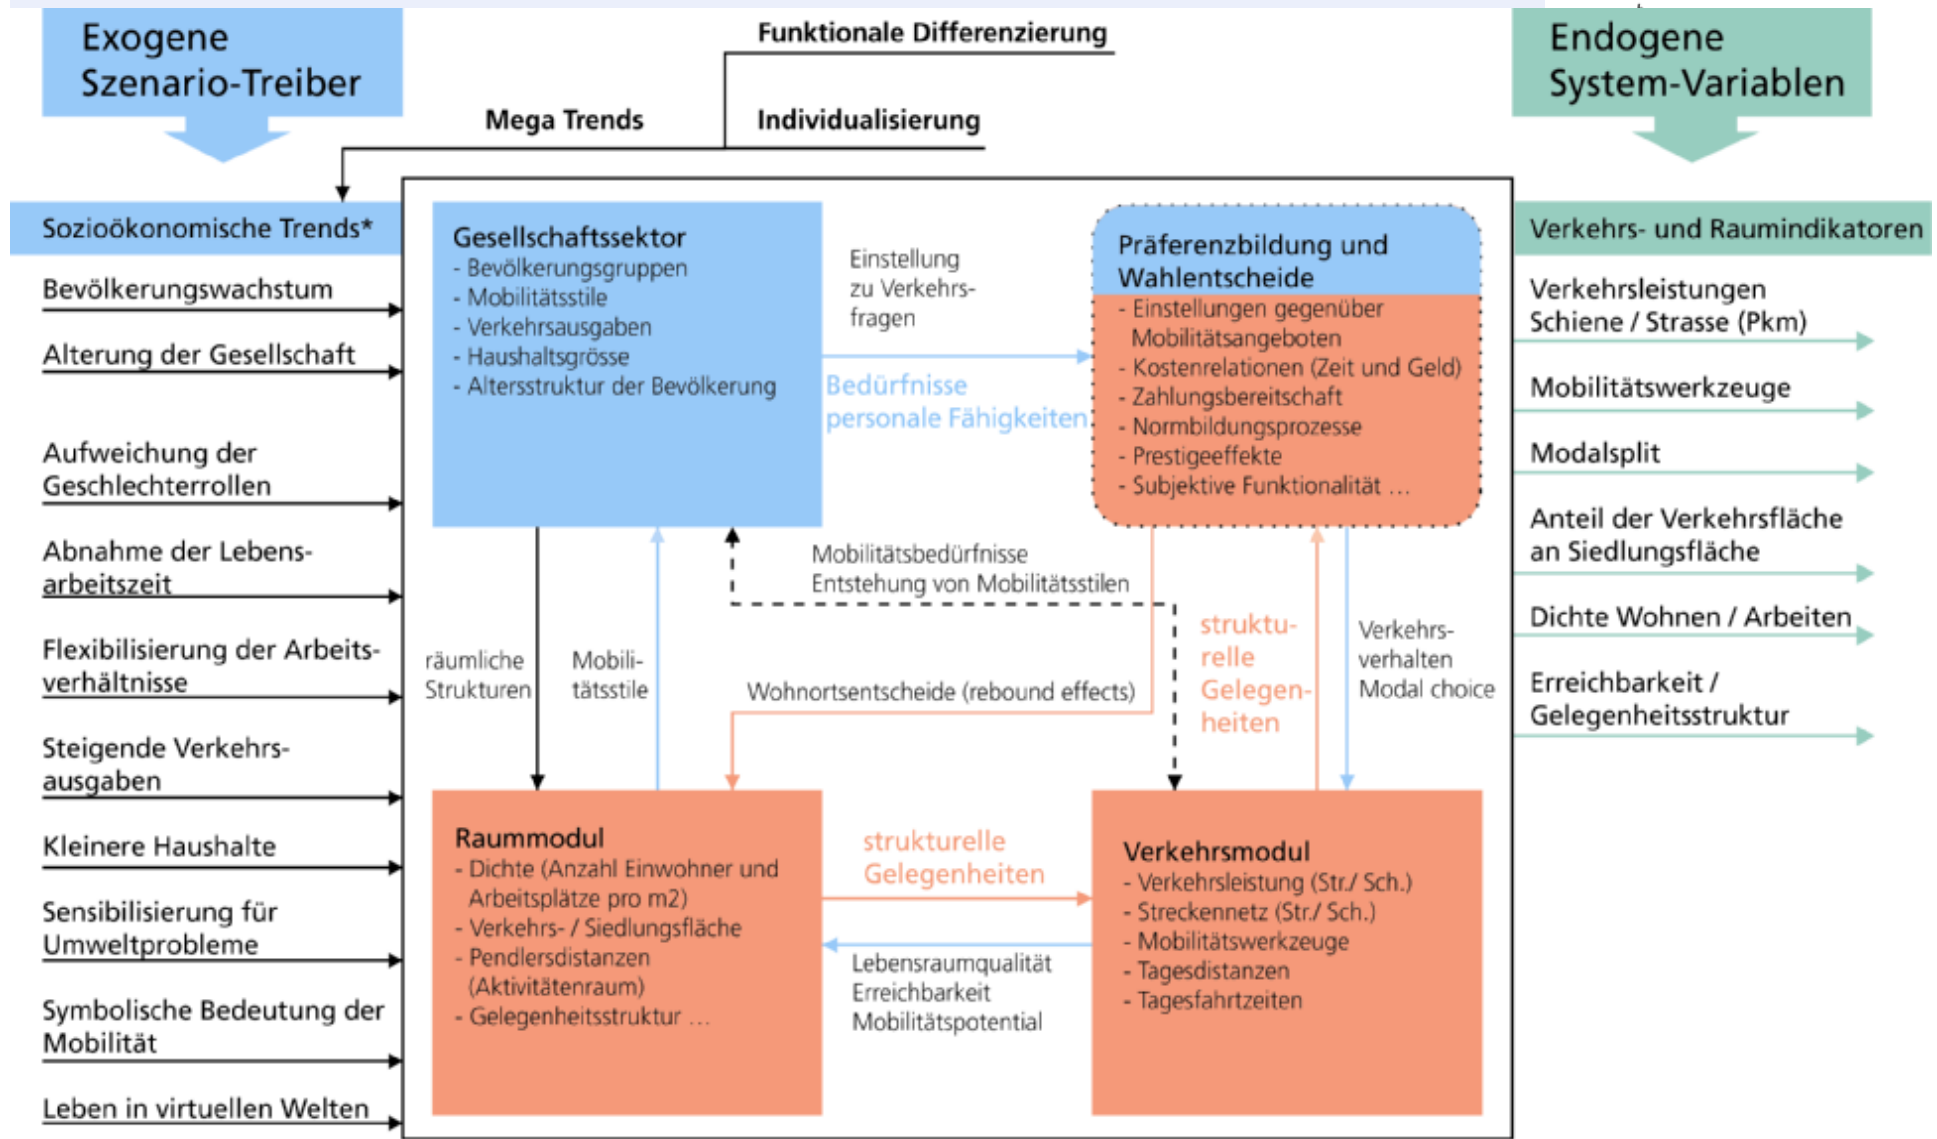 Exogene
Szenario-Treiber
Funktionale Differenzierung
Mega Trends
Individualisierung
Endogene
System-Variablen
Sozioökonomische Trends*
Bevölkerungswachstum
Alterung der Gesellschaft
Aufweichung der
Geschlechterrollen
Abnahme der Lebens-
arbeitszeit
Flexibilisierung der Arbeits-
verhältnisse
Steigende Verkehrs-
ausgaben
Kleinere Haushalte
Sensibilisierung für
Umweltprobleme
Symbolische Bedeutung der
Mobilität
Leben in virtuellen Welten
Gesellschaftssektor
- Bevölkerungsgruppen
- Mobilitätsstile
- Verkehrsausgaben
- Haushaltsgrösse
- Altersstruktur der Bevölkerung
Einstellung
zu Verkehrs-
fragen
Bedürfnisse
personale Fähigkeiten
Präferenzbildung und
Wahlentscheide
- Einstellungen gegenüber
Mobilitätsangeboten
- Kostenrelationen (Zeit und Geld)
- Zahlungsbereitschaft
- Normbildungsprozesse
- Prestigeeffekte
- Subjektive Funktionalität ...
Mobilitätsbedürfnisse
Entstehung von Mobilitätsstilen
räumliche
Strukturen
Mobili-
tätsstile
Wohnortsentscheide (rebound effects)
struktu-
relle
Gelegen-
heiten
Verkehrs-
verhalten
Modal choice
Raummodul
- Dichte (Anzahl Einwohner und
Arbeitsplätze pro m2)
- Verkehrs- / Siedlungsfläche
- Pendlersdistanzen
(Aktivitätenraum)
- Gelegenheitsstruktur ...
strukturelle
Gelegenheiten
Lebensraumqualität
Erreichbarkeit
Mobilitätspotential
Verkehrsmodul
- Verkehrsleistung (Str./ Sch.)
- Streckennetz (Str./ Sch.)
- Mobilitätswerkzeuge
- Tagesdistanzen
- Tagesfahrtzeiten
Verkehrs- und Raumindikatoren
Verkehrsleistungen
Schiene / Strasse (Pkm)
Mobilitätswerkzeuge
Modalsplit
Anteil der Verkehrsfläche
an Siedlungsfläche
Dichte Wohnen / Arbeiten
Erreichbarkeit /
Gelegenheitsstruktur